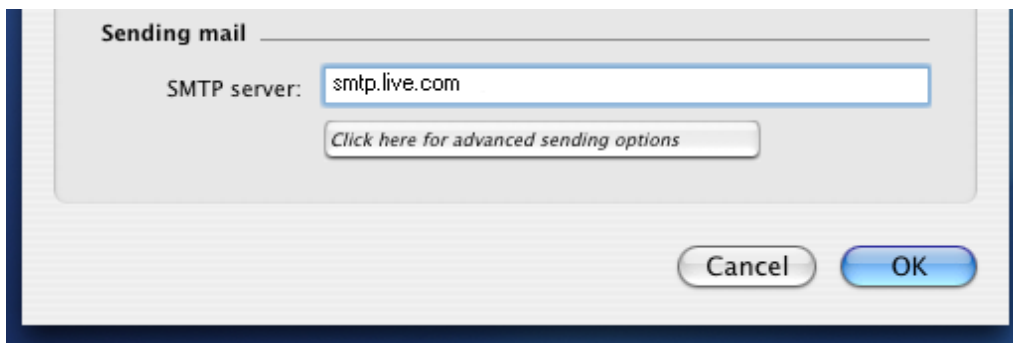 Sending mail
SMTP server: smtp.live.com
Click here for advanced sending options
Cancel OK